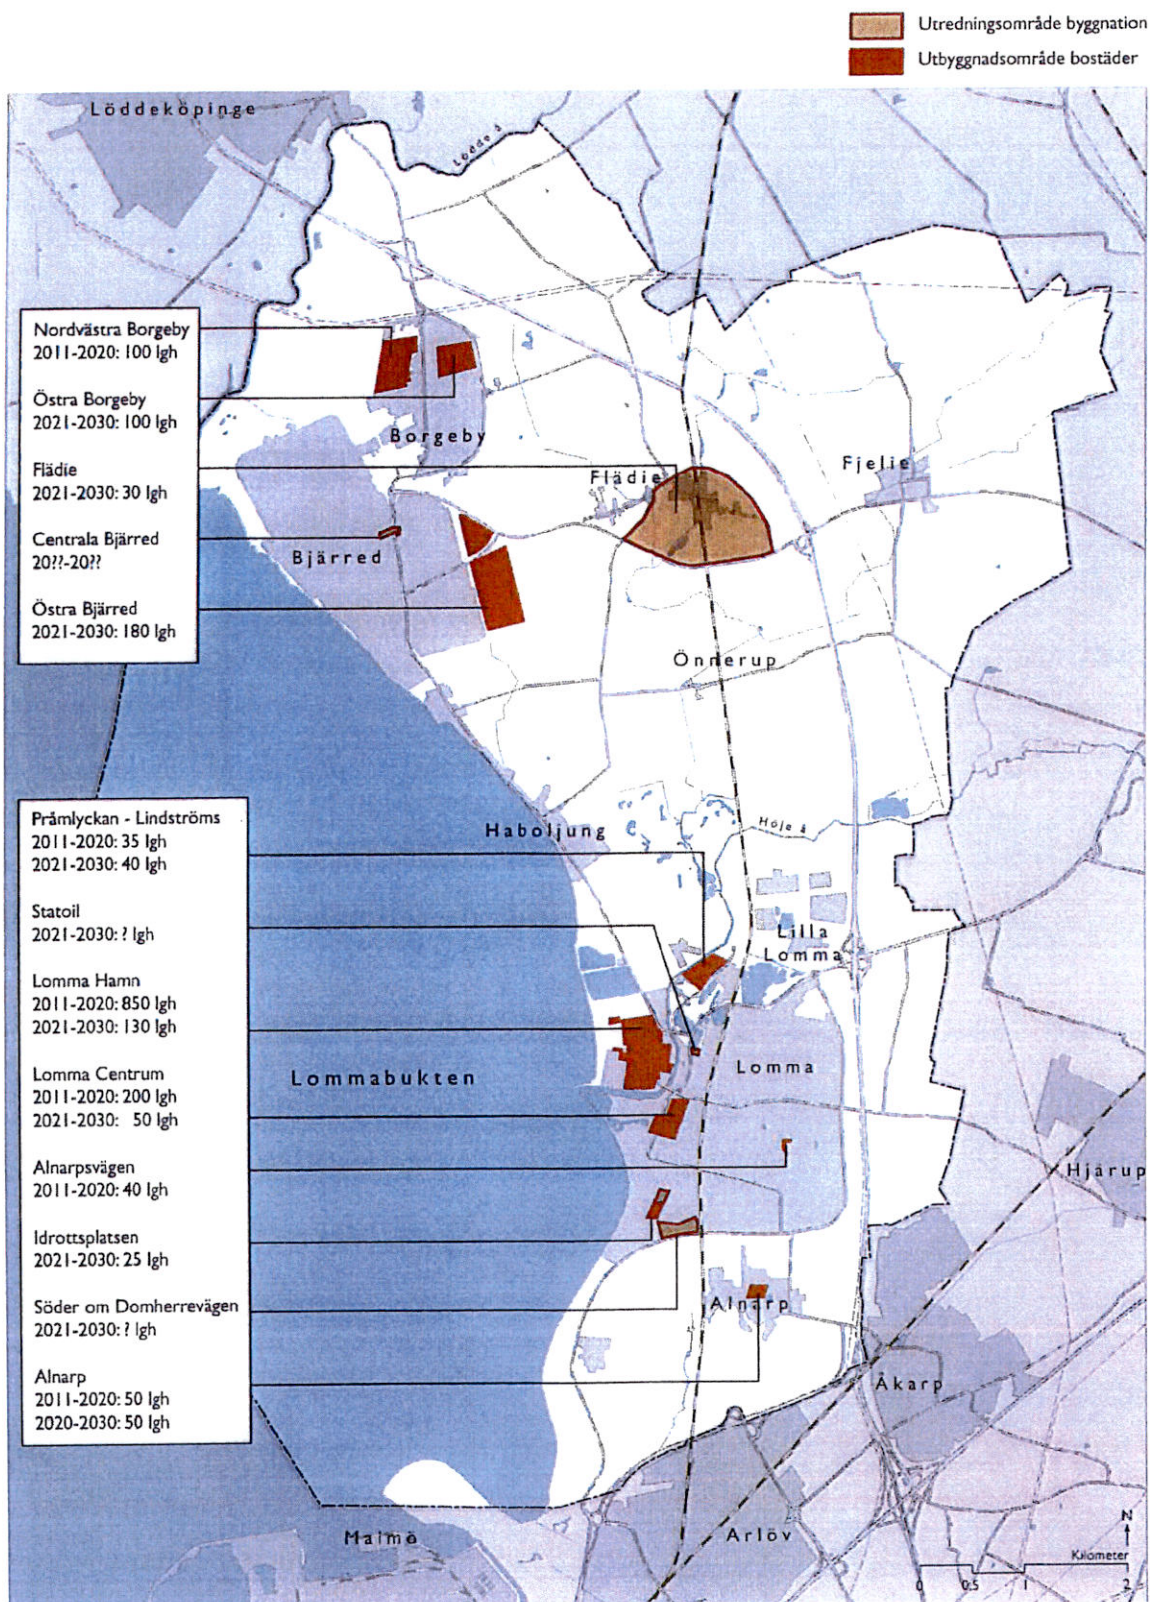 Utredningsområde byggnation
Utbyggnadsområde bostäder
Löddeköpinge
Lödde å
Nordvästra Borgeby
2011-2020: 100 lgh
Östra Borgeby
2021-2030: 100 lgh
Flädie
2021-2030: 30 lgh
Centrala Bjärred
20??-20??
Östra Bjärred
2021-2030: 180 lgh
Borgeby
Flädie
Fjelie
Bjärred
Önnerup
Prämlyckan - Lindströms
2011-2020: 35 lgh
2021-2030: 40 lgh
Statoil
2021-2030: ? lgh
Lomma Hamn
2011-2020: 850 lgh
2021-2030: 130 lgh
Lomma Centrum
2011-2020: 200 lgh
2021-2030: 50 lgh
Alnarpsvägen
2011-2020: 40 lgh
Idrottsplatsen
2021-2030: 25 lgh
Söder om Domherrevägen
2021-2030: ? lgh
Alnarp
2011-2020: 50 lgh
2020-2030: 50 lgh
Haboljung
Höje å
Lilla
Lomma
Lommabukten
Lomma
Hjärup
Alnarp
Åkarp
Malmö
Arlöv
N
Kilometer
0 0,5 1 2